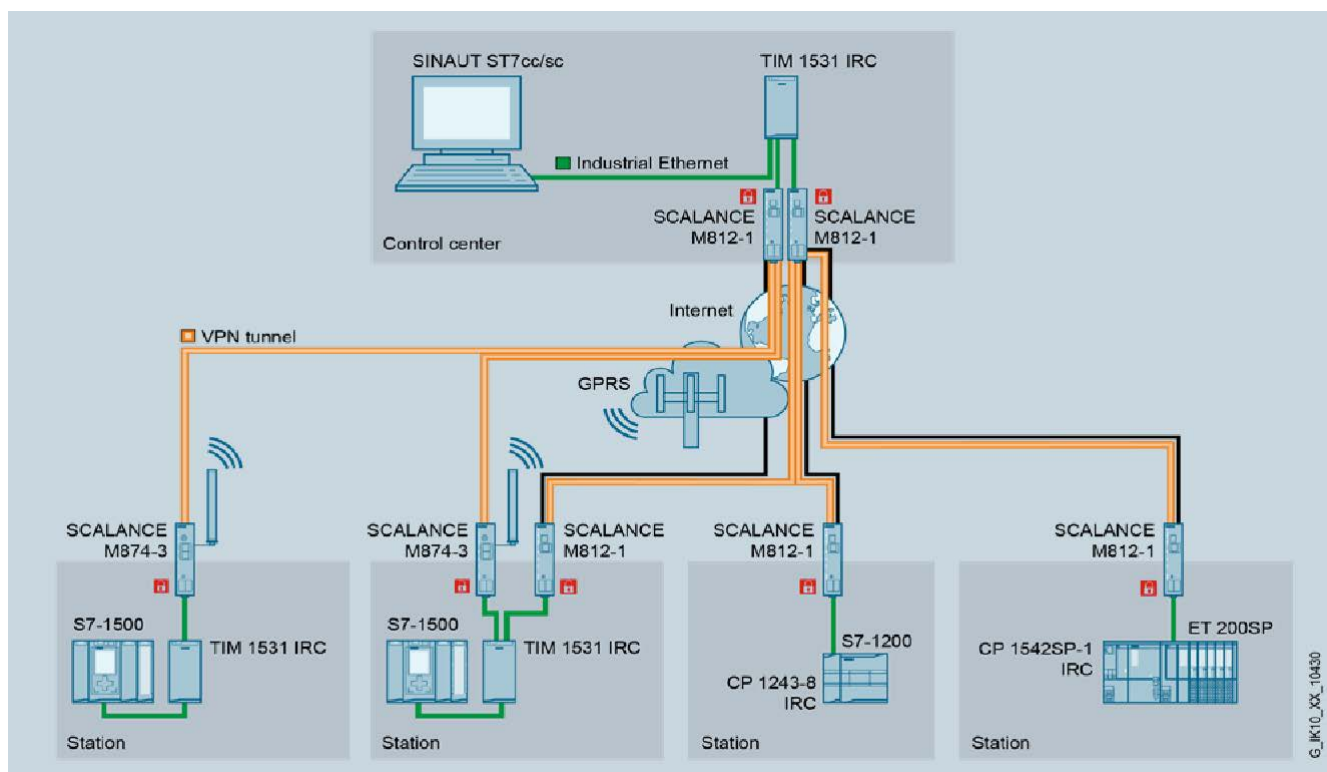 SINAUT ST7cc/sc
TIM 1531 IRC
Industrial Ethernet
SCALANCE
M812-1
SCALANCE
M812-1
Control center
Internet
VPN tunnel
GPRS
SCALANCE
M874-3
SCALANCE
M874-3
SCALANCE
M812-1
SCALANCE
M812-1
SCALANCE
M812-1
S7-1500
TIM 1531 IRC
Station
S7-1500
TIM 1531 IRC
Station
S7-1200
CP 1243-8
IRC
Station
ET 200SP
CP 1542SP-1
IRC
Station
G_IK10_XX_10430